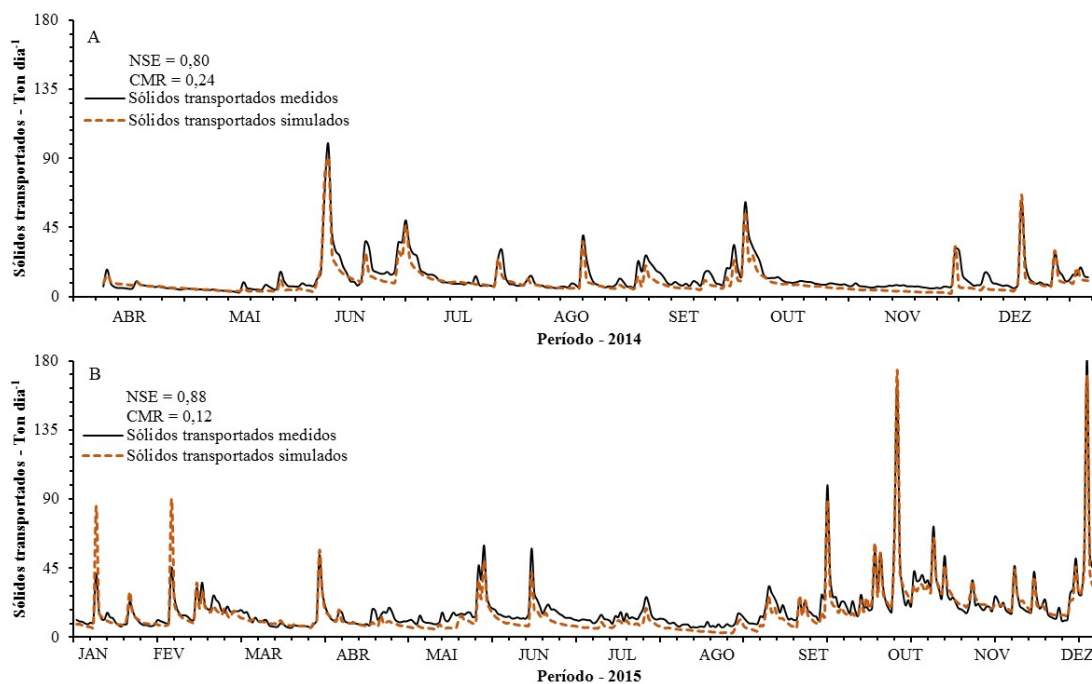 180
A
NSE = 0,80
CMR = 0,24
135
Sólidos transportados medidos
Sólidos transportados simulados
90
45
0
Sólidos transportados - Ton dia-1
ABR MAI JUN JUL AGO SET OUT NOV DEZ
Período - 2014
180
B
NSE = 0,88
CMR = 0,12
135
Sólidos transportados medidos
Sólidos transportados simulados
90
45
0
Sólidos transportados - Ton dia-1
JAN FEV MAR ABR MAI JUN JUL AGO SET OUT NOV DEZ
Período - 2015